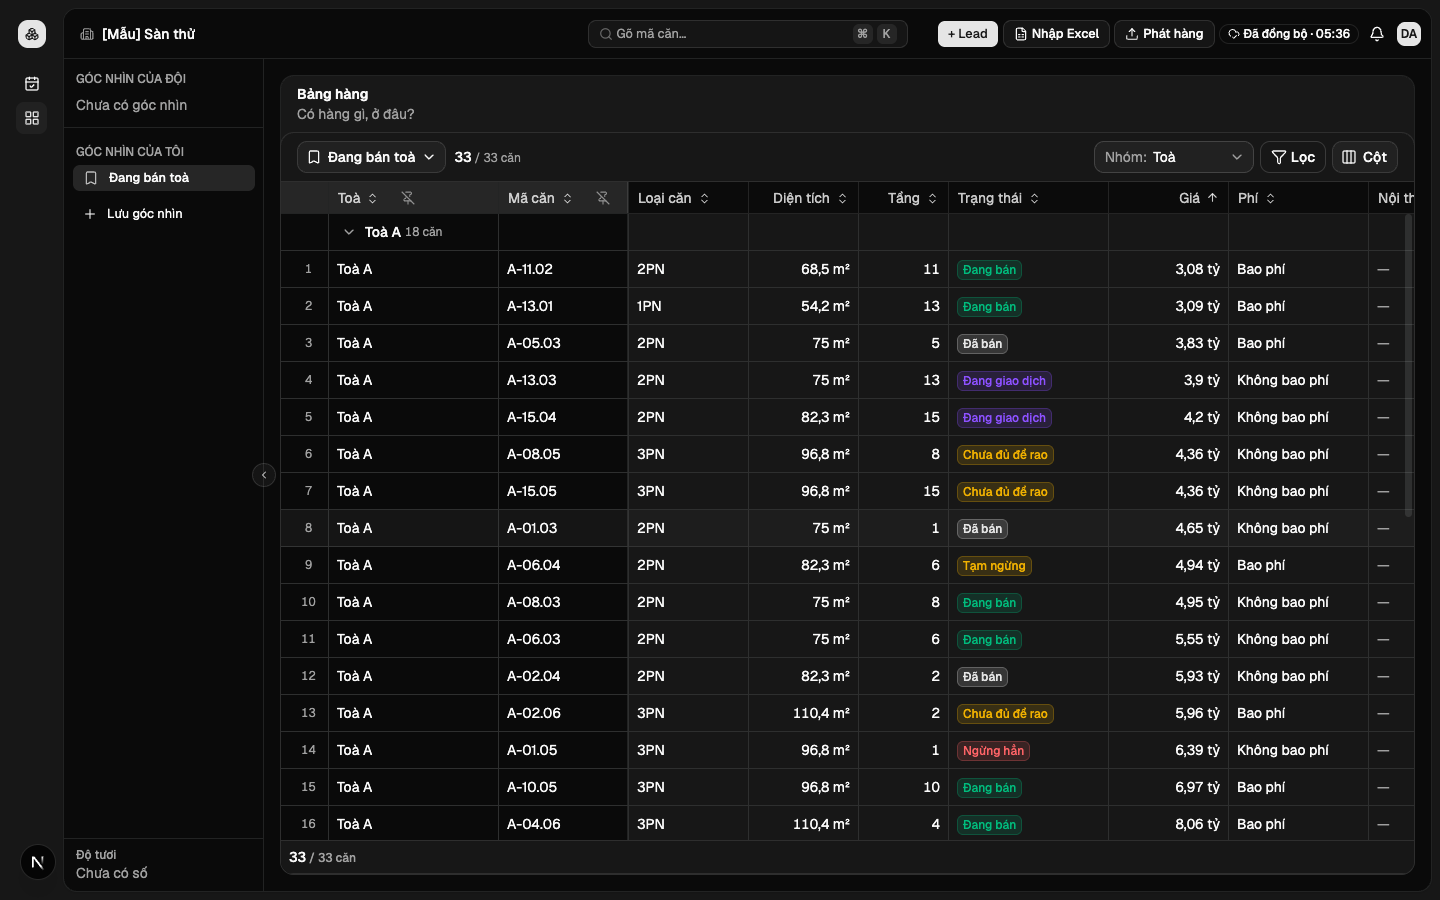 [Mẫu] Sàn thử
Gõ mã căn...
⌘ K
+ Lead
Nhập Excel
Phát hàng
Đã đồng bộ · 05:36
DA
GÓC NHÌN CỦA ĐỘI
Chưa có góc nhìn
GÓC NHÌN CỦA TÔI
Đang bán toà
Lưu góc nhìn
Độ tươi
Chưa có số
N
Bảng hàng
Có hàng gì, ở đâu?
Đang bán toà
33 / 33 căn
Nhóm: Toà
Lọc
Cột
Toà Mã căn Loại căn Diện tích Tầng Trạng thái Giá Phí Nội th
Toà A 18 căn
1 Toà A A-11.02 2PN 68,5 m² 11 Đang bán 3,08 tỷ Bao phí —
2 Toà A A-13.01 1PN 54,2 m² 13 Đang bán 3,09 tỷ Bao phí —
3 Toà A A-05.03 2PN 75 m² 5 Đã bán 3,83 tỷ Bao phí —
4 Toà A A-13.03 2PN 75 m² 13 Đang giao dịch 3,9 tỷ Không bao phí —
5 Toà A A-15.04 2PN 82,3 m² 15 Đang giao dịch 4,2 tỷ Không bao phí —
6 Toà A A-08.05 3PN 96,8 m² 8 Chưa đủ để rao 4,36 tỷ Không bao phí —
7 Toà A A-15.05 3PN 96,8 m² 15 Chưa đủ để rao 4,36 tỷ Không bao phí —
8 Toà A A-01.03 2PN 75 m² 1 Đã bán 4,65 tỷ Không bao phí —
9 Toà A A-06.04 2PN 82,3 m² 6 Tạm ngừng 4,94 tỷ Bao phí —
10 Toà A A-08.03 2PN 75 m² 8 Đang bán 4,95 tỷ Không bao phí —
11 Toà A A-06.03 2PN 75 m² 6 Đang bán 5,55 tỷ Không bao phí —
12 Toà A A-02.04 2PN 82,3 m² 2 Đã bán 5,93 tỷ Không bao phí —
13 Toà A A-02.06 3PN 110,4 m² 2 Chưa đủ để rao 5,96 tỷ Bao phí —
14 Toà A A-01.05 3PN 96,8 m² 1 Ngừng hẳn 6,39 tỷ Không bao phí —
15 Toà A A-10.05 3PN 96,8 m² 10 Đang bán 6,97 tỷ Bao phí —
16 Toà A A-04.06 3PN 110,4 m² 4 Đang bán 8,06 tỷ Bao phí —
33 / 33 căn